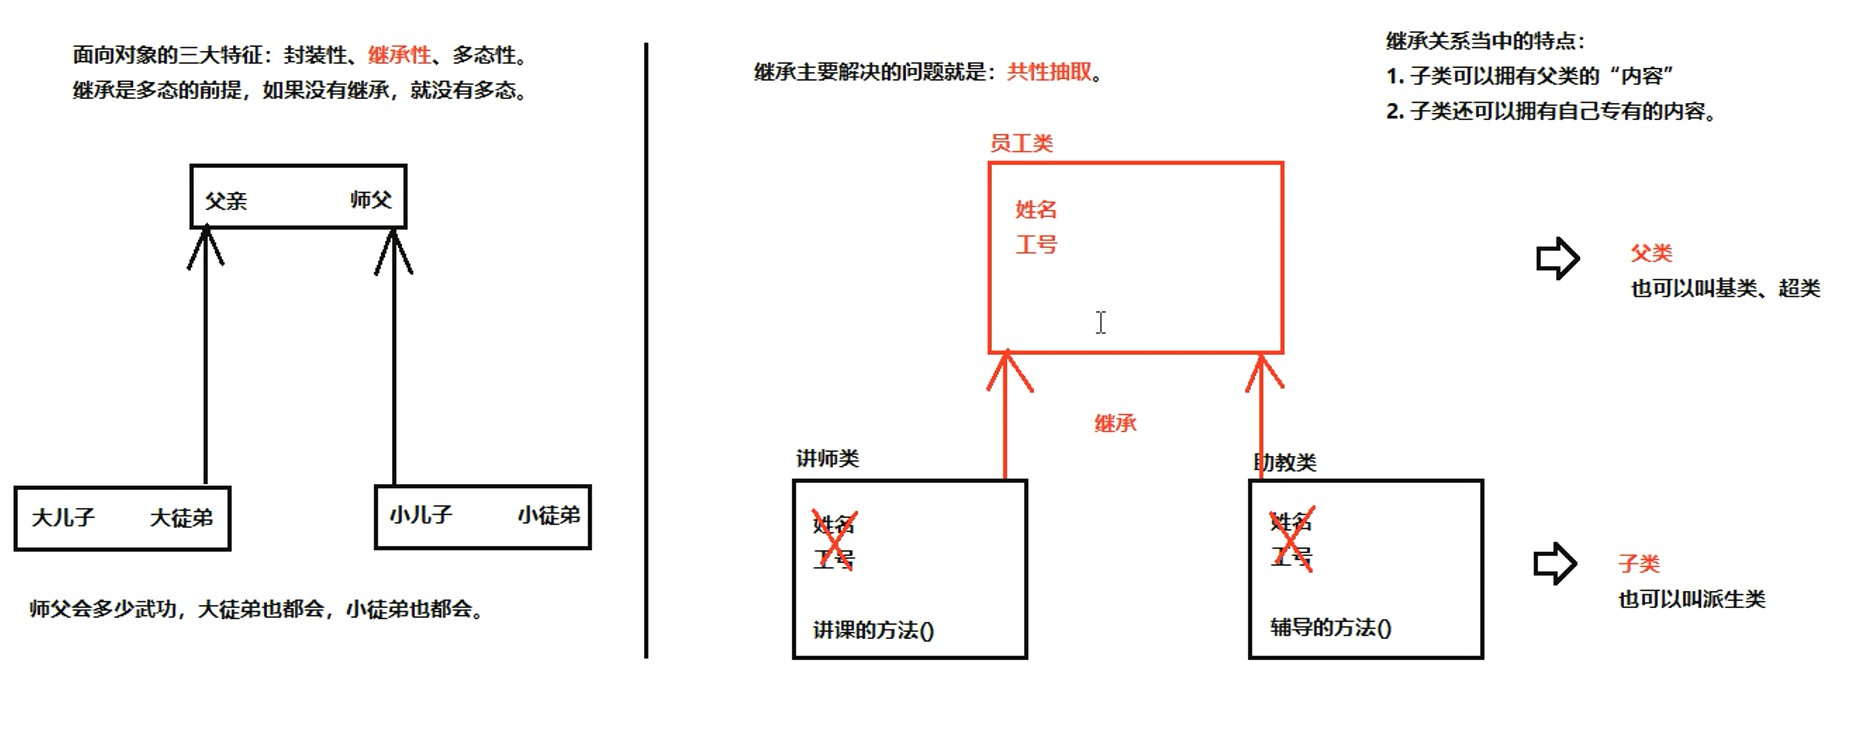 面向对象的三大特征：封装性、继承性、多态性。
继承是多态的前提，如果没有继承，就没有多态。
父亲 师父
大儿子 大徒弟
小儿子 小徒弟
师父会多少武功，大徒弟也都会，小徒弟也都会。
继承主要解决的问题就是：共性抽取。
员工类
姓名
工号
继承
讲师类
姓名
工号
讲课的方法()
助教类
姓名
工号
辅导的方法()
继承关系当中的特点：
1. 子类可以拥有父类的“内容”
2. 子类还可以拥有自己专有的内容。
父类
也可以叫基类、超类
子类
也可以叫派生类